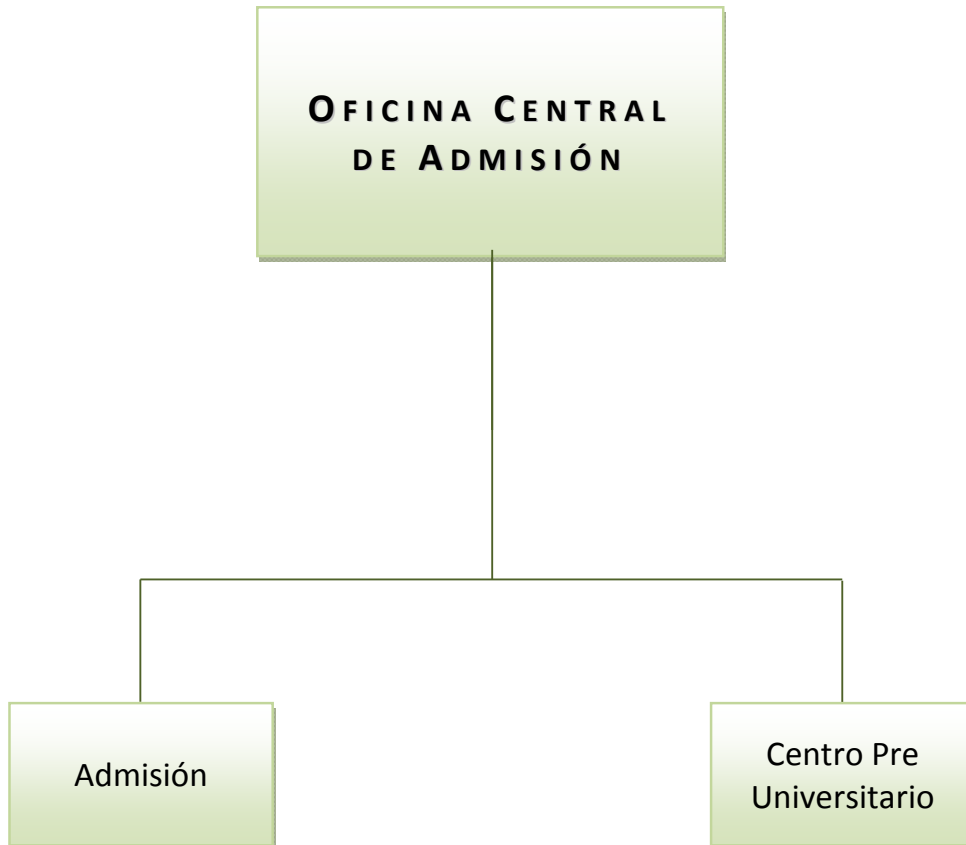 OFICINA CENTRAL
DE ADMISIÓN
Admisión
Centro Pre
Universitario